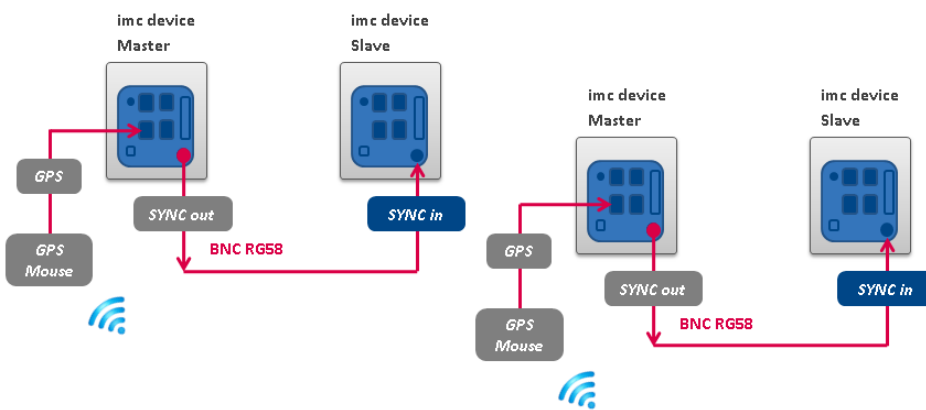 imc device
Master
imc device
Slave
GPS
SYNC out
SYNC in
GPS
Mouse
BNC RG58
imc device
Master
imc device
Slave
GPS
SYNC out
SYNC in
GPS
Mouse
BNC RG58